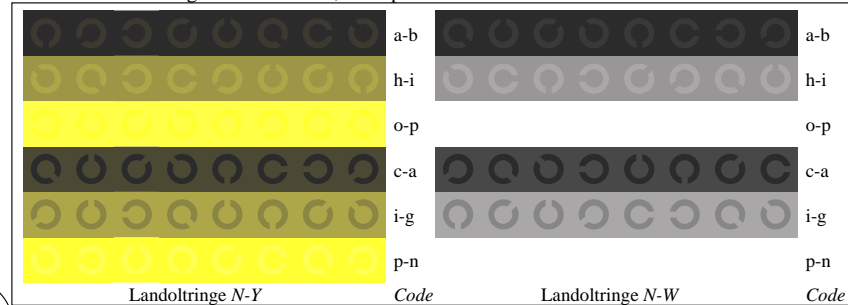 a-b a-b
h-i h-i
o-p o-p
c-a c-a
i-g i-g
p-n p-n
Landoltringe N-Y Code Landoltringe N-W Code